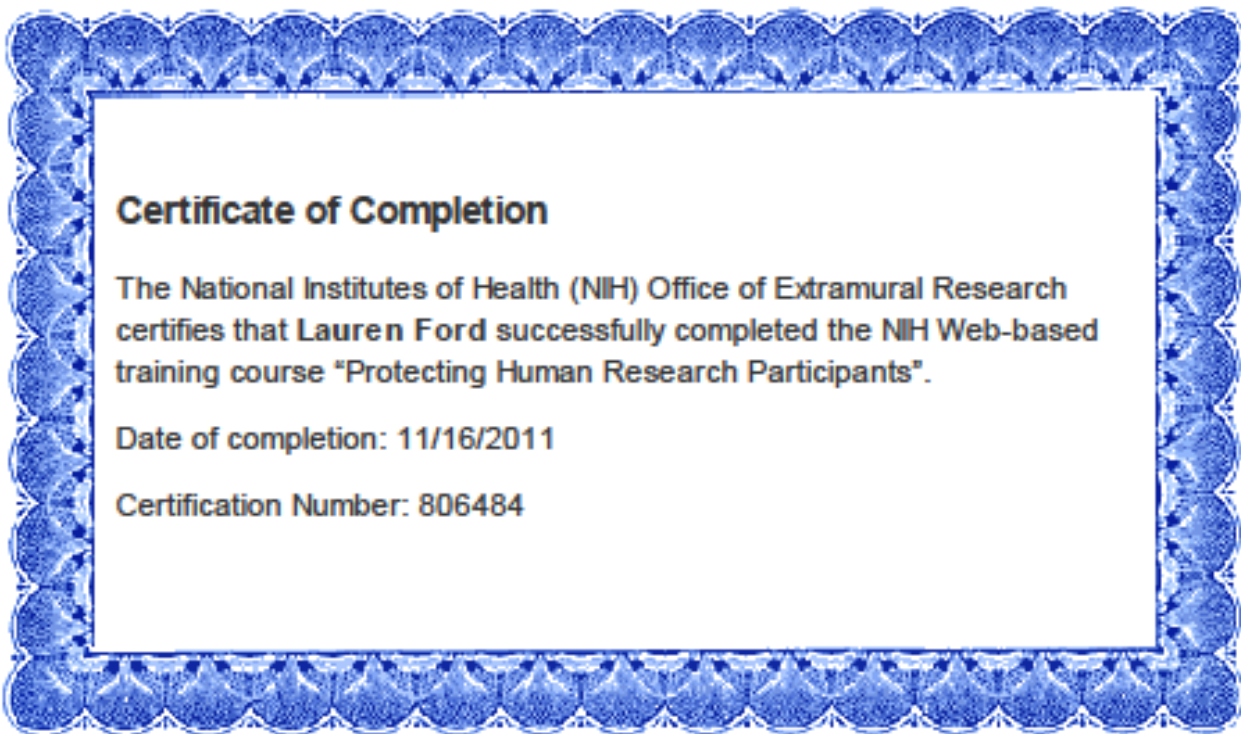 Certificate of Completion
The National Institutes of Health (NIH) Office of Extramural Research
certifies that Lauren Ford successfully completed the NIH Web-based
training course “Protecting Human Research Participants”.
Date of completion: 11/16/2011
Certification Number: 806484